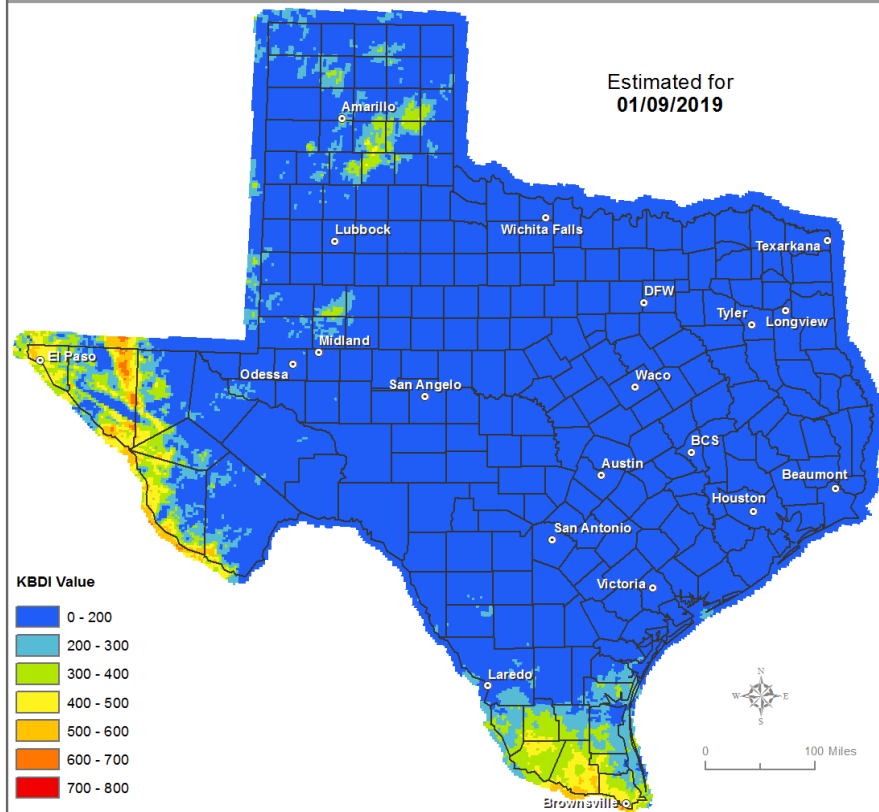 Estimated for
01/09/2019
Amarillo
Lubbock
Wichita Falls
Texarkana
DFW
Tyler
Longview
Midland
El Paso
Odessa
San Angelo
Waco
BCS
Austin
Beaumont
Houston
San Antonio
Victoria
Laredo
Brownsville
KBDI Value
0 - 200
200 - 300
300 - 400
400 - 500
500 - 600
600 - 700
700 - 800
N
W
E
S
0 100 Miles